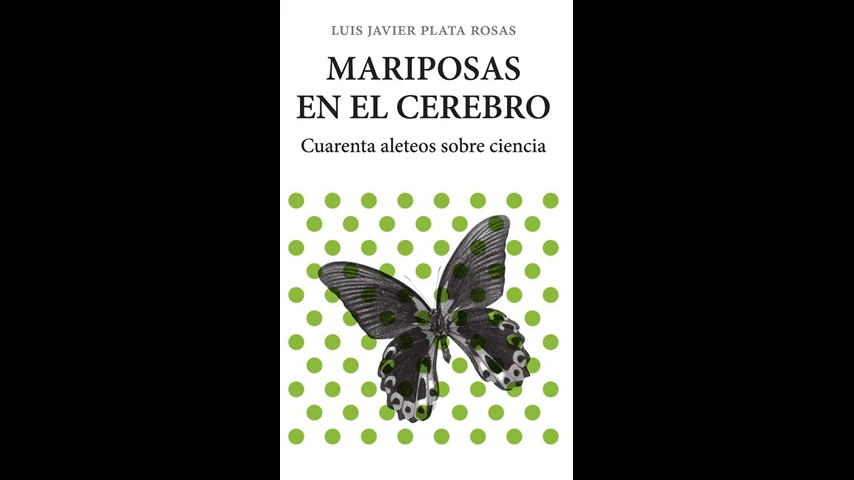 LUIS JAVIER PLATA ROSAS
MARIPOSAS
EN EL CEREBRO
Cuarenta aleteos sobre ciencia